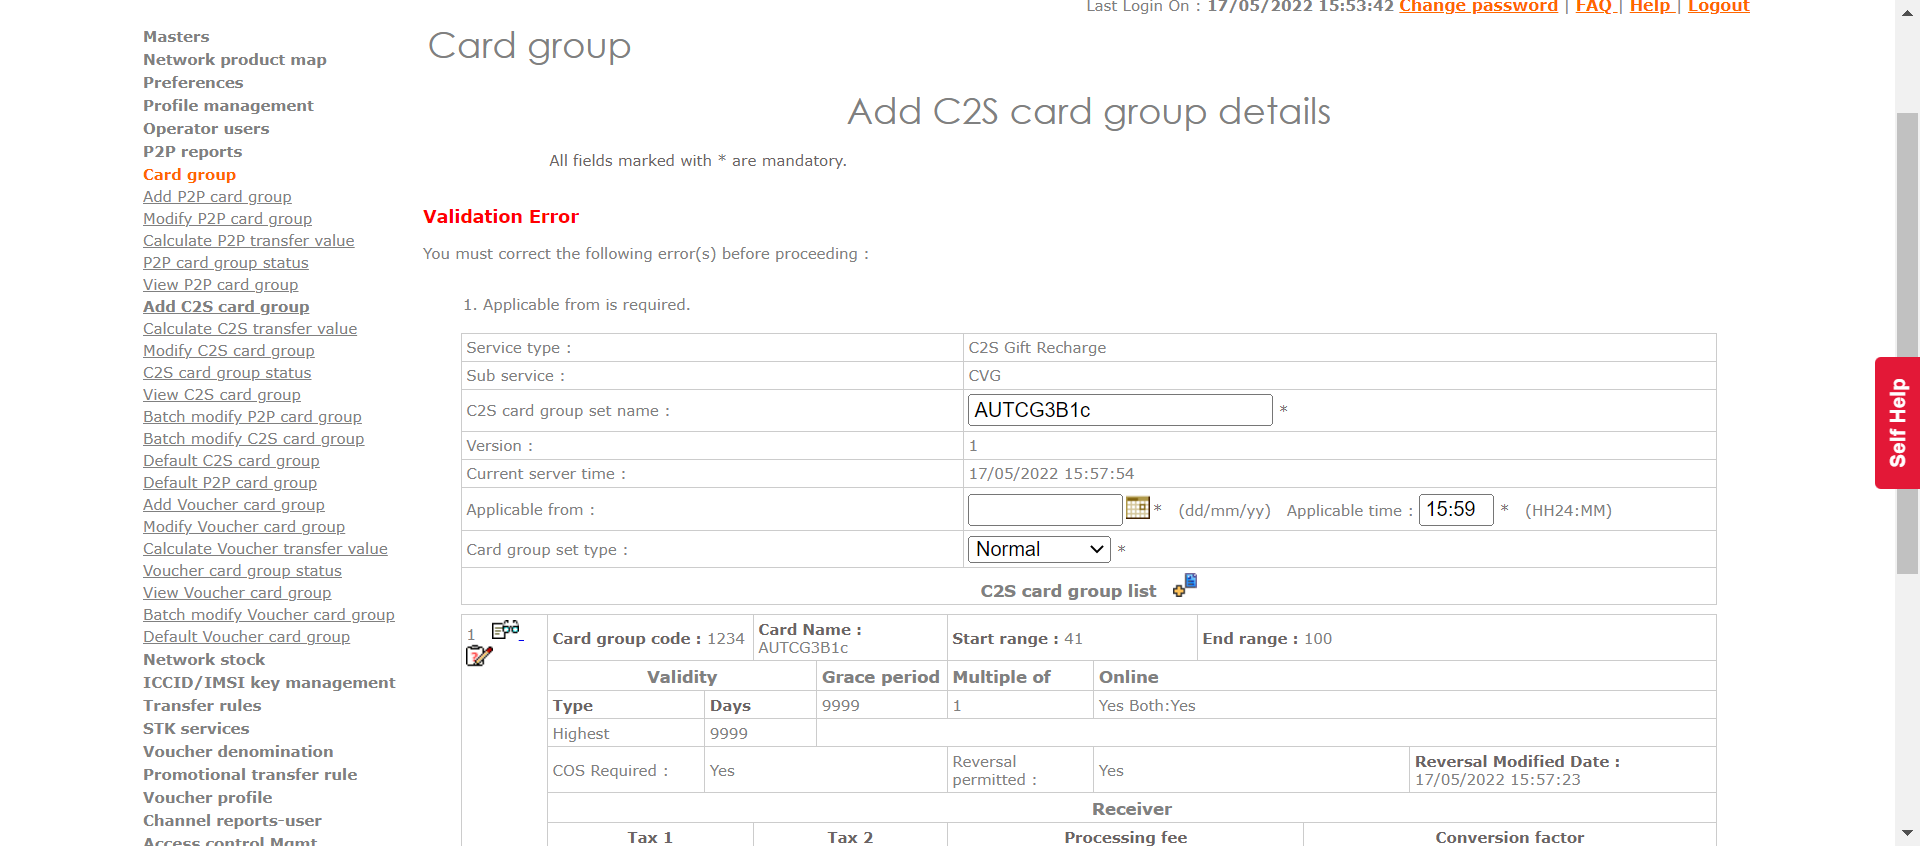 Last Login On : 17/05/2022 15:53:42 Change password | FAQ | Help | Logout
Masters
Network product map
Preferences
Profile management
Operator users
P2P reports
Card group
Add P2P card group
Modify P2P card group
Calculate P2P transfer value
P2P card group status
View P2P card group
Add C2S card group
Calculate C2S transfer value
Modify C2S card group
C2S card group status
View C2S card group
Batch modify P2P card group
Batch modify C2S card group
Default C2S card group
Default P2P card group
Add Voucher card group
Modify Voucher card group
Calculate Voucher transfer value
Voucher card group status
View Voucher card group
Batch modify Voucher card group
Default Voucher card group
Network stock
ICCID/IMSI key management
Transfer rules
STK services
Voucher denomination
Promotional transfer rule
Voucher profile
Channel reports-user
Access control Mgmt
Card group
Add C2S card group details
All fields marked with * are mandatory.
Validation Error
You must correct the following error(s) before proceeding :
1. Applicable from is required.
Service type : C2S Gift Recharge
Sub service : CVG
C2S card group set name : AUTCG3B1c *
Version : 1
Current server time : 17/05/2022 15:57:54
Applicable from : * (dd/mm/yy) Applicable time : 15:59 * (HH24:MM)
Card group set type : Normal *
C2S card group list
1 Card group code : 1234 Card Name : AUTCG3B1c Start range : 41 End range : 100
Validity Grace period Multiple of Online
Type Days 9999 1 Yes Both:Yes
Highest 9999
COS Required : Yes Reversal permitted : Yes Reversal Modified Date : 17/05/2022 15:57:23
Receiver
Tax 1 Tax 2 Processing fee Conversion factor
Self Help